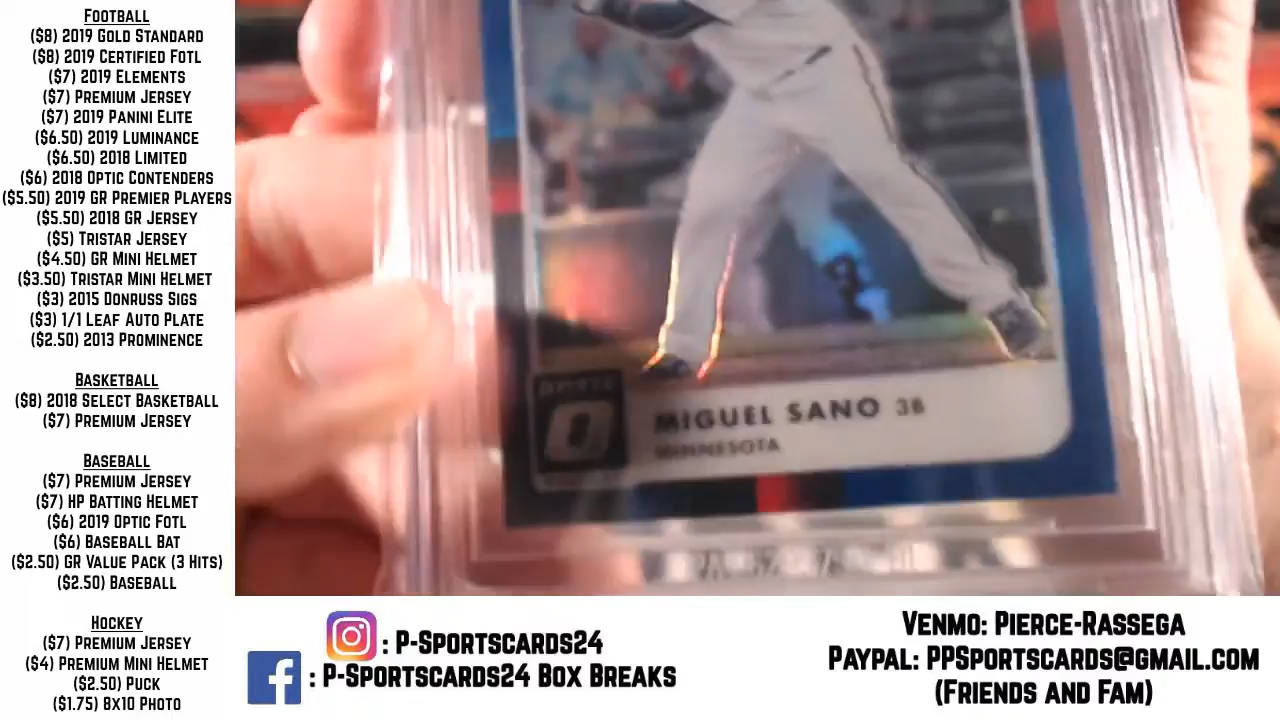 FOOTBALL
($8) 2019 GOLD STANDARD
($8) 2019 CERTIFIED FOTL
($7) 2019 ELEMENTS
($7) PREMIUM JERSEY
($7) 2019 PANINI ELITE
($6.50) 2019 LUMINANCE
($6.50) 2018 LIMITED
($6) 2018 OPTIC CONTENDERS
($5.50) 2019 GR PREMIER PLAYERS
($5.50) 2018 GR JERSEY
($5) TRISTAR JERSEY
($4.50) GR MINI HELMET
($3.50) TRISTAR MINI HELMET
($3) 2015 DONRUSS SIGS
($3) 1/1 LEAF AUTO PLATE
($2.50) 2013 PROMINENCE
BASKETBALL
($8) 2018 SELECT BASKETBALL
($7) PREMIUM JERSEY
BASEBALL
($7) PREMIUM JERSEY
($7) HP BATTING HELMET
($6) 2019 OPTIC FOTL
($6) BASEBALL BAT
($2.50) GR VALUE PACK (3 HITS)
($2.50) BASEBALL
HOCKEY
($7) PREMIUM JERSEY
($4) PREMIUM MINI HELMET
($2.50) PUCK
($1.75) 8X10 PHOTO
MIGUEL SANO 3B
MINNESOTA
: P-SPORTSCARDS24
: P-SPORTSCARDS24 BOX BREAKS
VENMO: PIERCE-RASSEGA
PAYPAL: PPSPORTSCARDS@GMAIL.COM
(FRIENDS AND FAM)